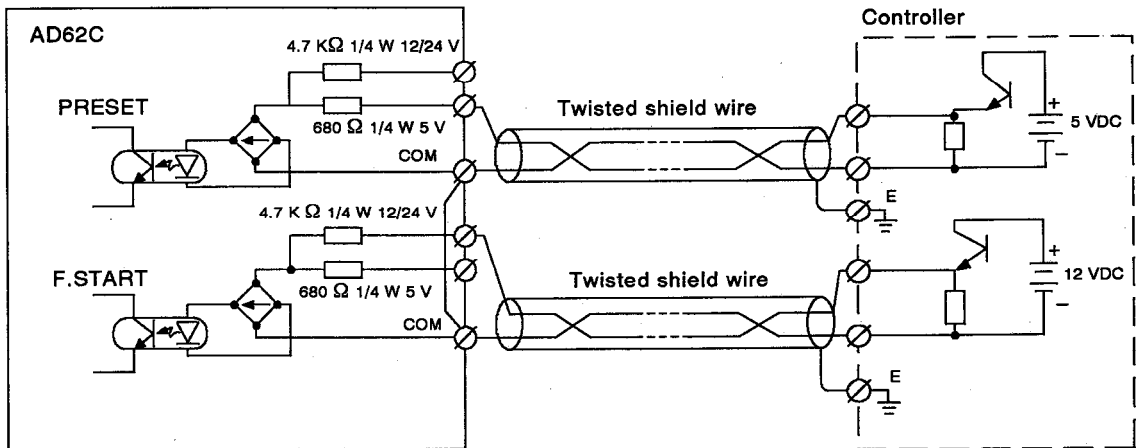 Controller
AD62C
4.7 KΩ 1/4 W 12/24 V
PRESET
680 Ω 1/4 W 5 V
COM
Twisted shield wire
+
5 VDC
−
E
4.7 K Ω 1/4 W 12/24 V
F.START
680 Ω 1/4 W 5 V
COM
Twisted shield wire
+
12 VDC
−
E